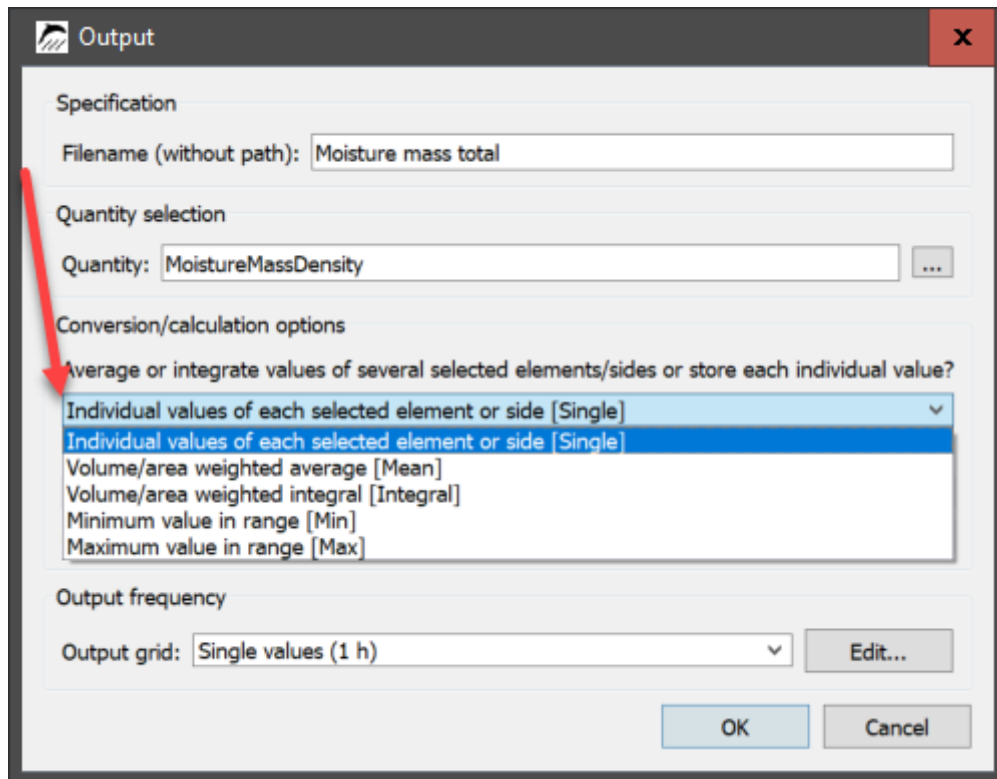 Output
x
Specification
Filename (without path): Moisture mass total
Quantity selection
Quantity: MoistureMassDensity ...
Conversion/calculation options
Average or integrate values of several selected elements/sides or store each individual value?
Individual values of each selected element or side [Single]
Individual values of each selected element or side [Single]
Volume/area weighted average [Mean]
Volume/area weighted integral [Integral]
Minimum value in range [Min]
Maximum value in range [Max]
Output frequency
Output grid: Single values (1 h) Edit...
OK Cancel